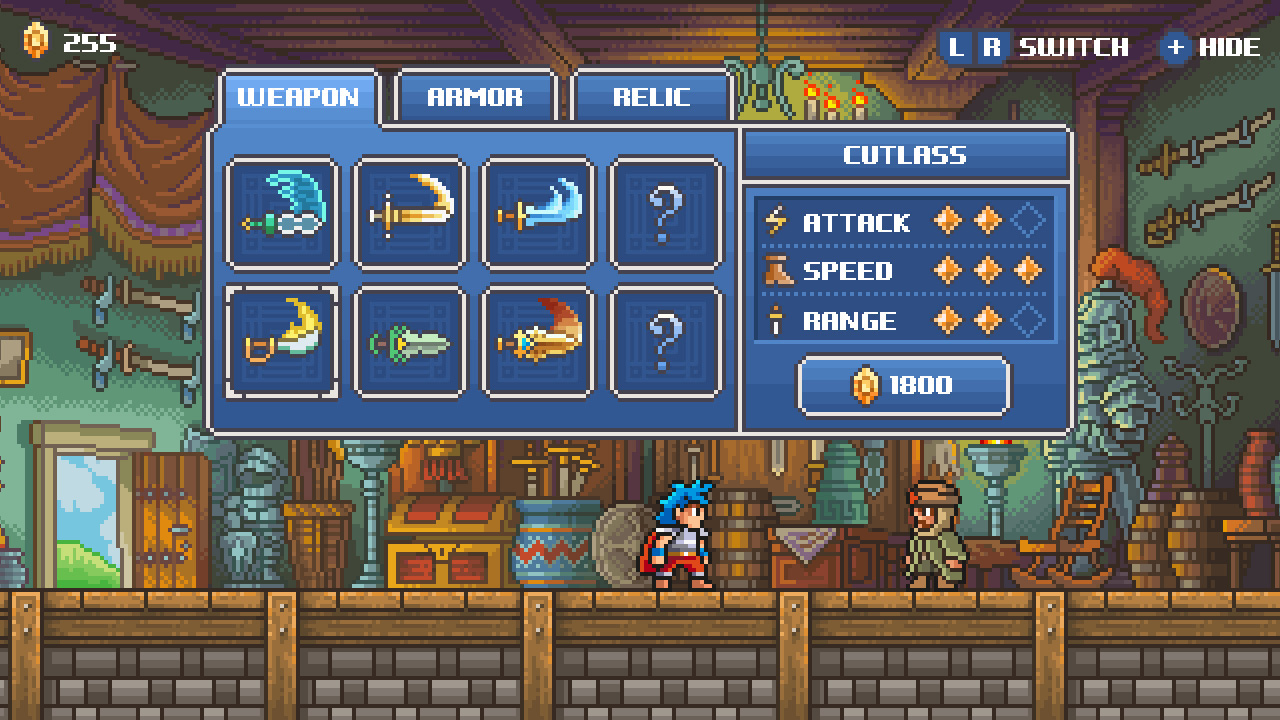 255
L R SWITCH + HIDE
WEAPON ARMOR RELIC
CUTLASS
? 
ATTACK
SPEED
?
RANGE
1800